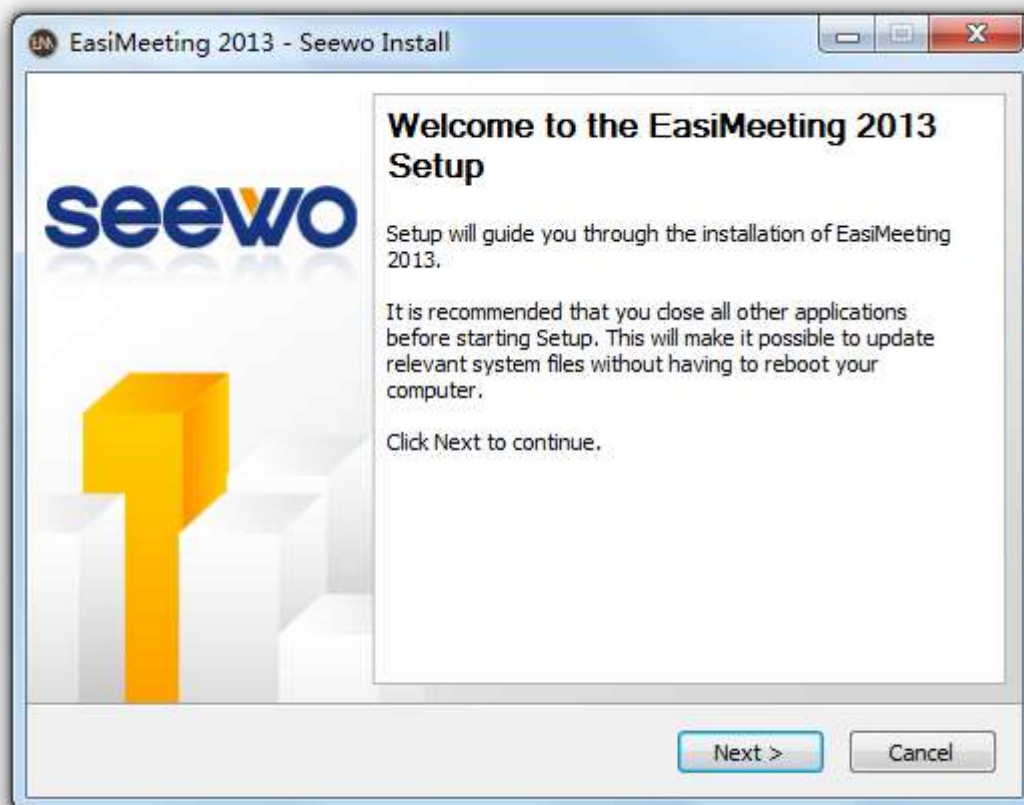 EasiMeeting 2013 - Seewo Install
seewo
Welcome to the EasiMeeting 2013
Setup
Setup will guide you through the installation of EasiMeeting
2013.
It is recommended that you close all other applications
before starting Setup. This will make it possible to update
relevant system files without having to reboot your
computer.
Click Next to continue.
Next >
Cancel